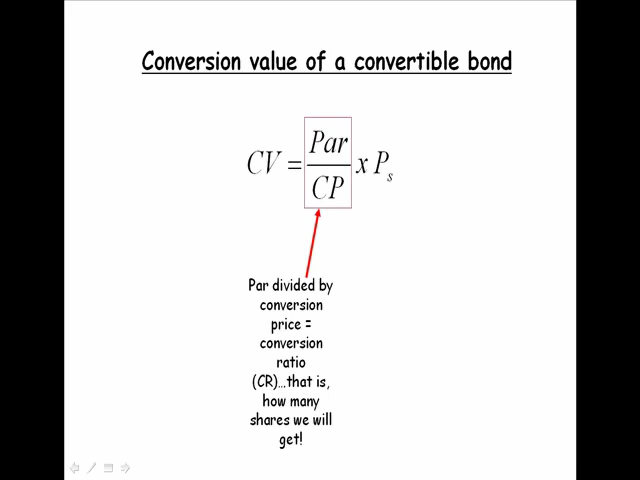 Conversion value of a convertible bond
CV = Par/CP x Ps
Par divided by
conversion
price =
conversion
ratio
(CR)...that is,
how many
shares we will
get!